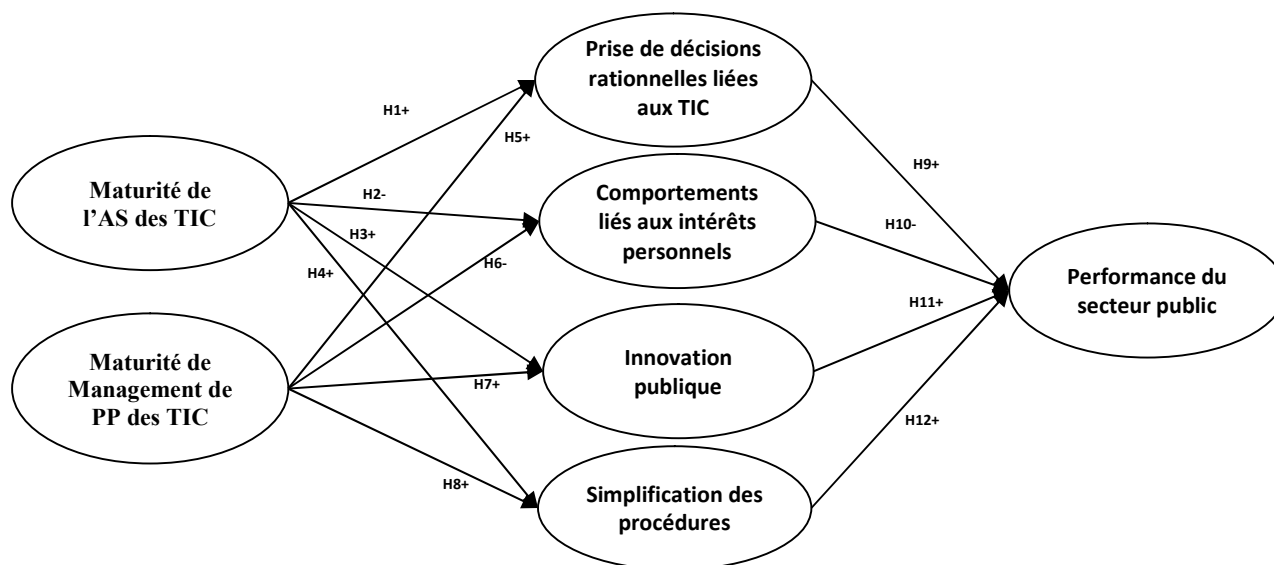 Prise de décisions
rationnelles liées
aux TIC
H1+
H5+
H9+
Maturité de
l'AS des TIC
H2-
Comportements
liés aux intérêts
personnels
H10-
H3+
H6-
H4+
Performance du
secteur public
Maturité de
Management de
PP des TIC
H7+
Innovation
publique
H11+
H12+
H8+
Simplification des
procédures